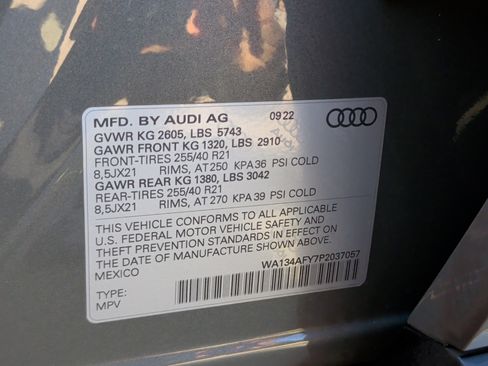 MFD. BY AUDI AG 09 22
GVWR KG 2605, LBS 5743
GAWR FRONT KG 1320, LBS 2910
FRONT-TIRES 255/40 R21
8,5JX21 RIMS, AT 250 KPA 36 PSI COLD
GAWR REAR KG 1380, LBS 3042
REAR-TIRES 255/40 R21
8,5JX21 RIMS, AT 270 KPA 39 PSI COLD
THIS VEHICLE CONFORMS TO ALL APPLICABLE
U.S. FEDERAL MOTOR VEHICLE SAFETY AND
THEFT PREVENTION STANDARDS IN EFFECT ON
THE DATE OF MANUFACTURE SHOWN ABOVE.
MEXICO
WA134AFY7P2037057
TYPE:
MPV